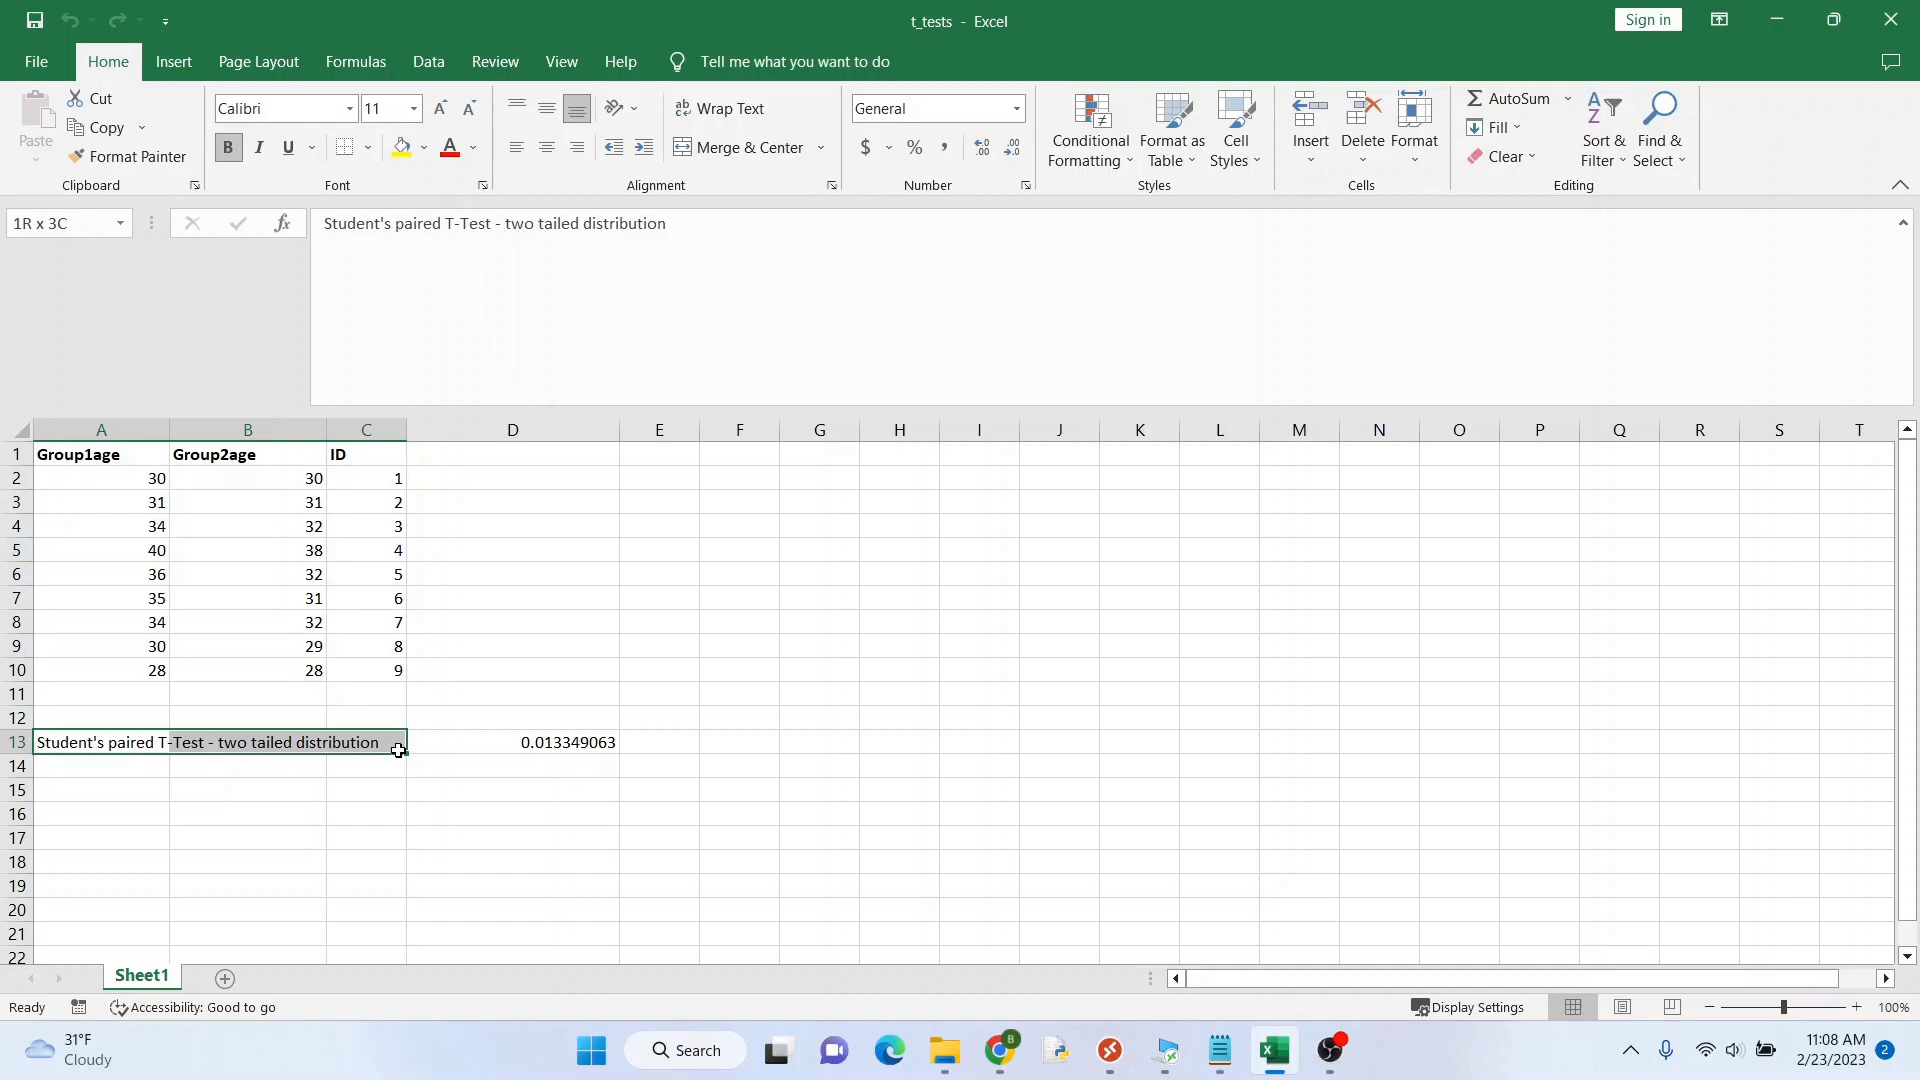 t_tests - Excel
Sign in
File Home Insert Page Layout Formulas Data Review View Help Tell me what you want to do
Paste
Cut
Copy
Format Painter
Clipboard
Calibri 11
B I U
Font
Wrap Text
Merge & Center
Alignment
General
$ % ,
Number
Conditional Formatting
Format as Table
Cell Styles
Styles
Insert Delete Format
Cells
AutoSum
Fill
Clear
Sort & Filter
Find & Select
Editing
1R x 3C
fx
Student's paired T-Test - two tailed distribution
A B C D E F G H I J K L M N O P Q R S T
1 Group1age Group2age ID
2 30 30 1
3 31 31 2
4 34 32 3
5 40 38 4
6 36 32 5
7 35 31 6
8 34 32 7
9 30 29 8
10 28 28 9
11
12
13 Student's paired T-Test - two tailed distribution 0.013349063
14
15
16
17
18
19
20
21
22
Sheet1
Ready Accessibility: Good to go Display Settings 100%
31°F
Cloudy
Search
11:08 AM
2/23/2023
2